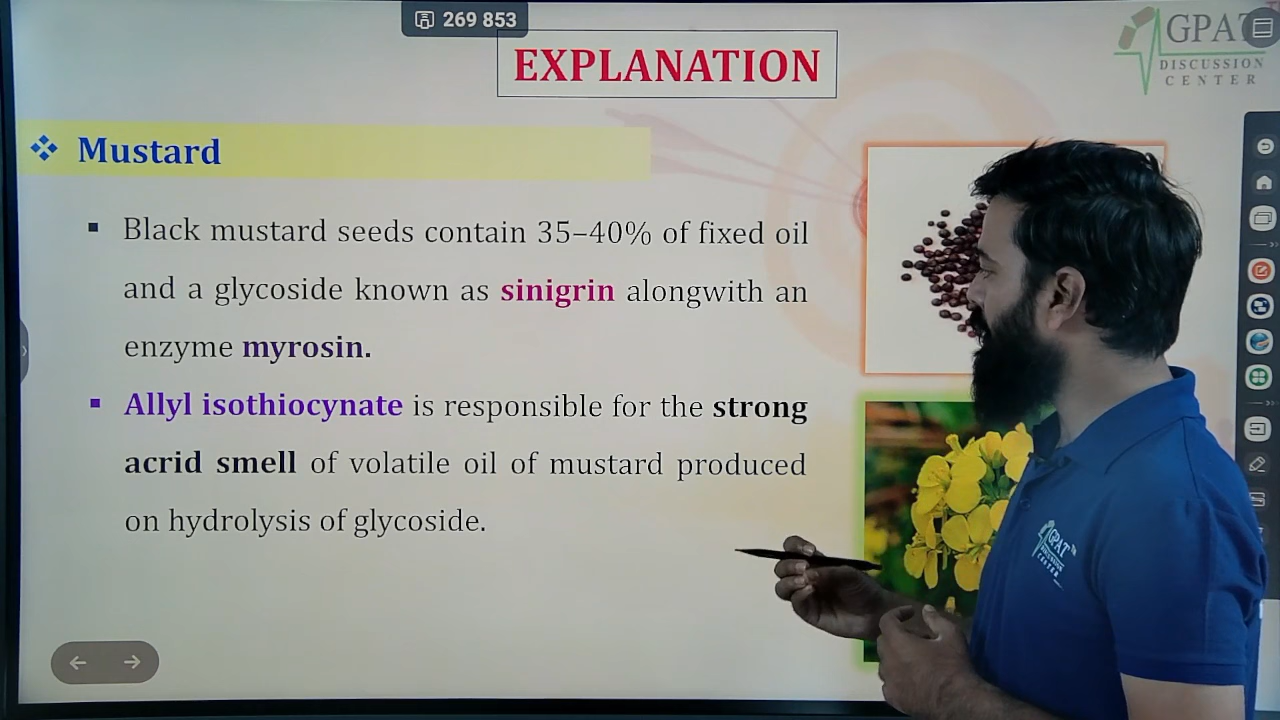 269 853
EXPLANATION
GPAT
DISCUSSION
CENTER
Mustard
Black mustard seeds contain 35–40% of fixed oil
and a glycoside known as sinigrin alongwith an
enzyme myrosin.
Allyl isothiocynate is responsible for the strong
acrid smell of volatile oil of mustard produced
on hydrolysis of glycoside.
GPAT